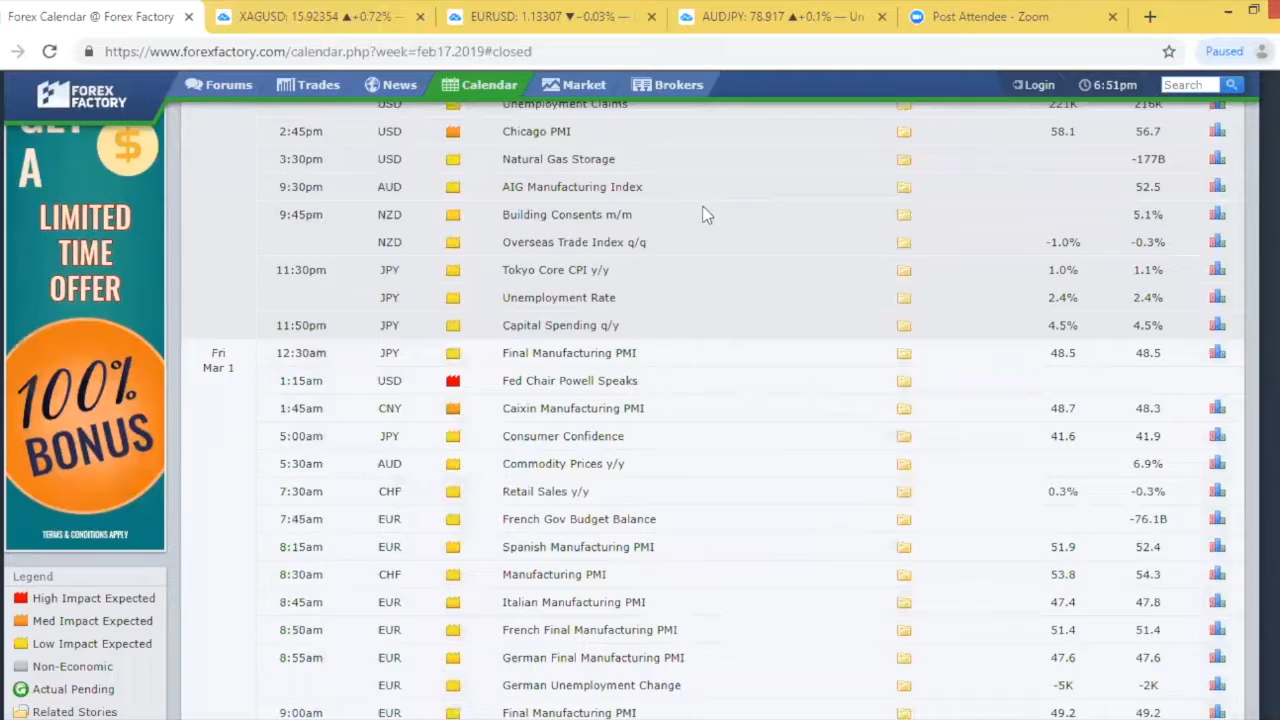 Forex Calendar @ Forex Factory
XAGUSD: 15.92354 ▲+0.72% —
EURUSD: 1.13307 ▼−0.03% —
AUDJPY: 78.917 ▲+0.1% — Un
Post Attendee - Zoom
https://www.forexfactory.com/calendar.php?week=feb17.2019#closed
Paused
FOREX FACTORY
Forums
Trades
News
Calendar
Market
Brokers
Login
6:51pm
Search
GET
A
LIMITED
TIME
OFFER
100%
BONUS
TERMS & CONDITIONS APPLY
Legend
High Impact Expected
Med Impact Expected
Low Impact Expected
Non-Economic
Actual Pending
Related Stories
USD Unemployment Claims 221K 216K
2:45pm USD Chicago PMI 58.1 56.7
3:30pm USD Natural Gas Storage -177B
9:30pm AUD AIG Manufacturing Index 52.5
9:45pm NZD Building Consents m/m 5.1%
NZD Overseas Trade Index q/q -1.0% -0.3%
11:30pm JPY Tokyo Core CPI y/y 1.0% 1.1%
JPY Unemployment Rate 2.4% 2.4%
11:50pm JPY Capital Spending q/y 4.5% 4.5%
Fri 12:30am JPY Final Manufacturing PMI 48.5 48.5
Mar 1
1:15am USD Fed Chair Powell Speaks
1:45am CNY Caixin Manufacturing PMI 48.7 48.3
5:00am JPY Consumer Confidence 41.6 41.9
5:30am AUD Commodity Prices y/y 6.9%
7:30am CHF Retail Sales y/y 0.3% -0.3%
7:45am EUR French Gov Budget Balance -76.1B
8:15am EUR Spanish Manufacturing PMI 51.9 52.4
8:30am CHF Manufacturing PMI 53.8 54.3
8:45am EUR Italian Manufacturing PMI 47.4 47.8
8:50am EUR French Final Manufacturing PMI 51.4 51.4
8:55am EUR German Final Manufacturing PMI 47.6 47.6
EUR German Unemployment Change -5K -2K
9:00am EUR Final Manufacturing PMI 49.2 49.2